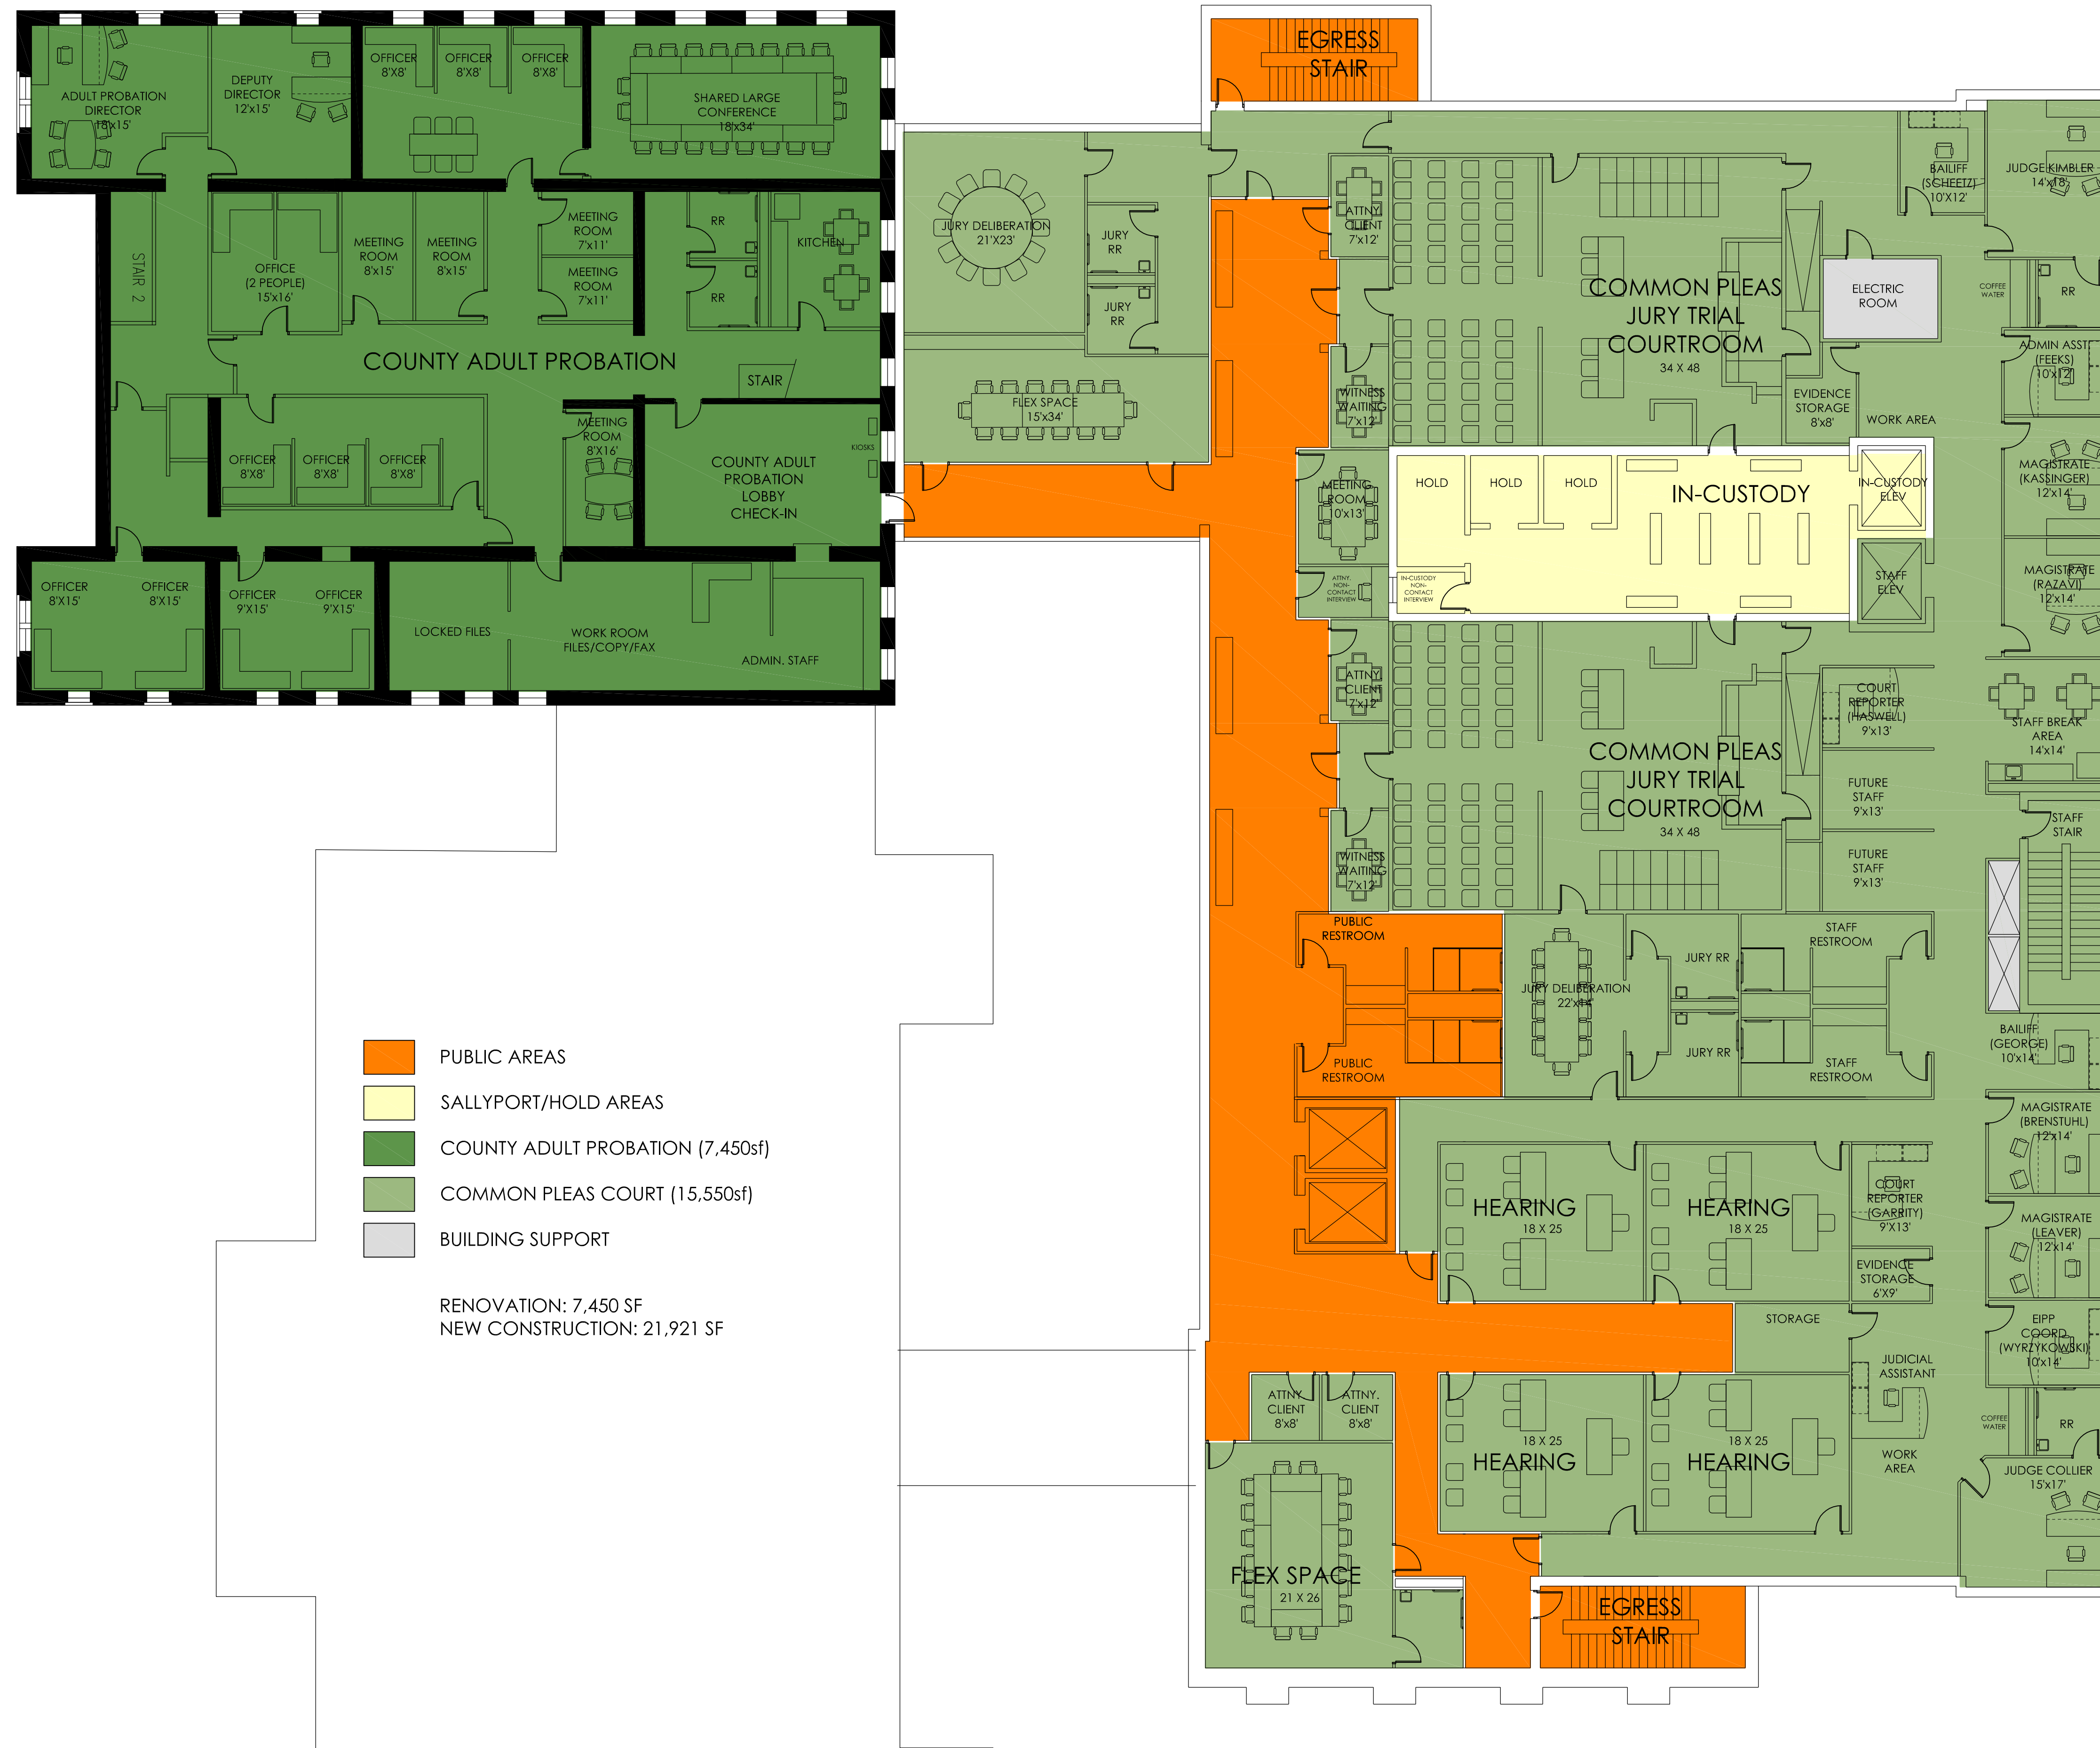 ADULT PROBATION
DIRECTOR
18'x15'
DEPUTY
DIRECTOR
12'x15'
OFFICER
8'X8'
OFFICER
8'X8'
OFFICER
8'X8'
SHARED LARGE
CONFERENCE
18'x34'
STAIR 2
OFFICE
(2 PEOPLE)
15'x16'
MEETING
ROOM
8'x15'
MEETING
ROOM
8'x15'
MEETING
ROOM
7'x11'
MEETING
ROOM
7'x11'
RR
RR
KITCHEN
COUNTY ADULT PROBATION
STAIR
OFFICER
8'X8'
OFFICER
8'X8'
OFFICER
8'X8'
MEETING
ROOM
8'X16'
COUNTY ADULT
PROBATION
LOBBY
CHECK-IN
KIOSKS
OFFICER
8'X15'
OFFICER
8'X15'
OFFICER
9'X15'
OFFICER
9'X15'
LOCKED FILES
WORK ROOM
FILES/COPY/FAX
ADMIN. STAFF
EGRESS
STAIR
JURY DELIBERATION
21'X23'
JURY
RR
JURY
RR
FLEX SPACE
15'x34'
ATTNY.
CLIENT
7'x12'
WITNESS
WAITING
7'x12'
COMMON PLEAS
JURY TRIAL
COURTROOM
34 X 48
BAILIFF
(SCHEETZ)
10'X12'
JUDGE KIMBLER
14'x18'
ELECTRIC
ROOM
COFFEE
WATER
RR
ADMIN ASST
(FEEKS)
10'x12'
EVIDENCE
STORAGE
8'x8'
WORK AREA
MEETING
ROOM
10'x13'
HOLD
HOLD
HOLD
IN-CUSTODY
IN-CUSTODY
ELEV
MAGISTRATE
(KASSINGER)
12'x14'
ATTNY.
NON-
CONTACT
INTERVIEW
IN-CUSTODY
NON-
CONTACT
INTERVIEW
STAFF
ELEV
MAGISTRATE
(RAZAVI)
12'x14'
ATTNY.
CLIENT
7'x12'
WITNESS
WAITING
7'x12'
COMMON PLEAS
JURY TRIAL
COURTROOM
34 X 48
COURT
REPORTER
(HASWELL)
9'x13'
STAFF BREAK
AREA
14'x14'
FUTURE
STAFF
9'x13'
FUTURE
STAFF
9'x13'
STAFF
STAIR
PUBLIC
RESTROOM
PUBLIC
RESTROOM
JURY DELIBERATION
22'x14'
JURY RR
JURY RR
STAFF
RESTROOM
STAFF
RESTROOM
BAILIFF
(GEORGE)
10'x14'
PUBLIC AREAS
SALLYPORT/HOLD AREAS
COUNTY ADULT PROBATION (7,450sf)
COMMON PLEAS COURT (15,550sf)
BUILDING SUPPORT
RENOVATION: 7,450 SF
NEW CONSTRUCTION: 21,921 SF
MAGISTRATE
(BRENSTUHL)
12'x14'
HEARING
18 X 25
HEARING
18 X 25
COURT
REPORTER
(GARRITY)
9'X13'
MAGISTRATE
(LEAVER)
12'x14'
EVIDENCE
STORAGE
6'X9'
STORAGE
EIPP
COORD.
(WYRZYKOWSKI)
10'x14'
JUDICIAL
ASSISTANT
ATTNY.
CLIENT
8'x8'
ATTNY.
CLIENT
8'x8'
18 X 25
HEARING
18 X 25
HEARING
COFFEE
WATER
RR
WORK
AREA
JUDGE COLLIER
15'x17'
FLEX SPACE
21 X 26
EGRESS
STAIR